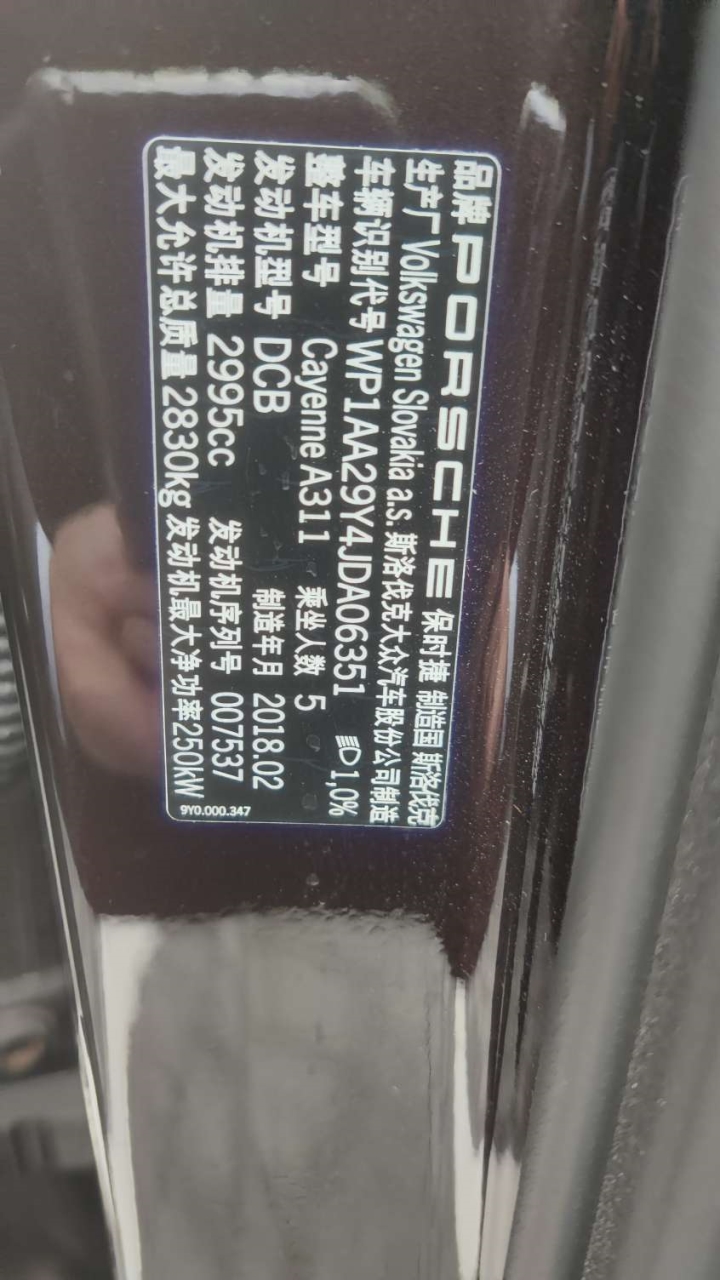 品牌 PORSCHE 保时捷 制造国 斯洛伐克
生产厂 Volkswagen Slovakia a.s. 斯洛伐克大众汽车股份公司制造
车辆识别代号 WP1AA29Y4JDA06351 1,0%
整车型号 Cayenne A311 乘坐人数 5
发动机型号 DCB 制造年月 2018.02
发动机排量 2995cc 发动机序列号 007537
最大允许总质量 2830kg 发动机最大净功率250kW
9Y0.000.347